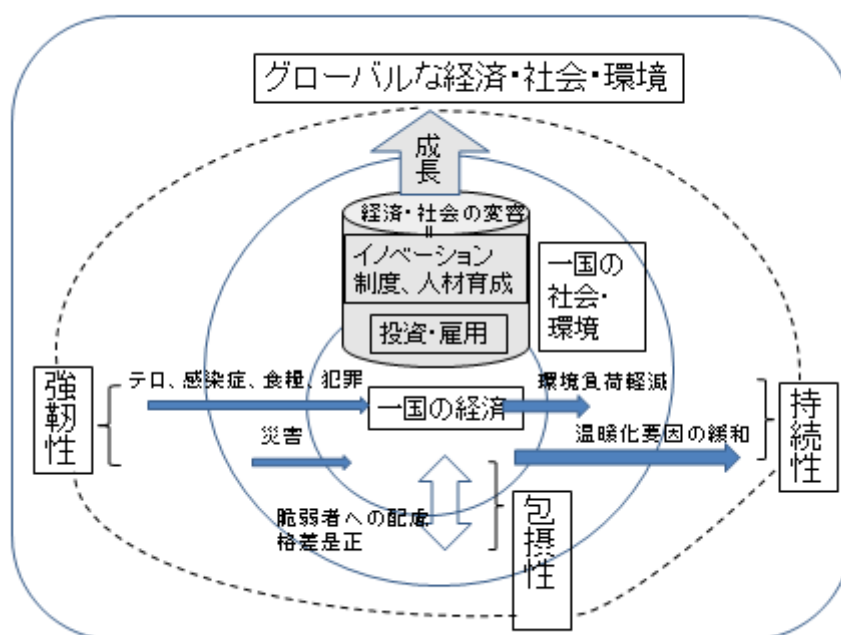 グローバルな経済・社会・環境
成長
経済・社会の変容
=
イノベーション
制度、人材育成
投資・雇用
一国の
社会・
環境
強靭性
テロ、感染症、食糧、犯罪
災害
一国の経済
環境負荷軽減
温暖化要因の緩和
持続性
脆弱者への配慮
格差是正
包摂性